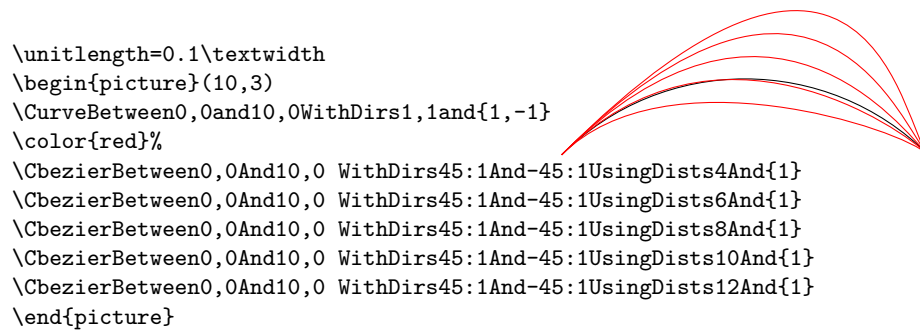 \unitlength=0.1\textwidth
\begin{picture}(10,3)
\CurveBetween0,0and10,0WithDirs1,1and{1,-1}
\color{red}%
\CbezierBetween0,0And10,0 WithDirs45:1And-45:1UsingDists4And{1}
\CbezierBetween0,0And10,0 WithDirs45:1And-45:1UsingDists6And{1}
\CbezierBetween0,0And10,0 WithDirs45:1And-45:1UsingDists8And{1}
\CbezierBetween0,0And10,0 WithDirs45:1And-45:1UsingDists10And{1}
\CbezierBetween0,0And10,0 WithDirs45:1And-45:1UsingDists12And{1}
\end{picture}